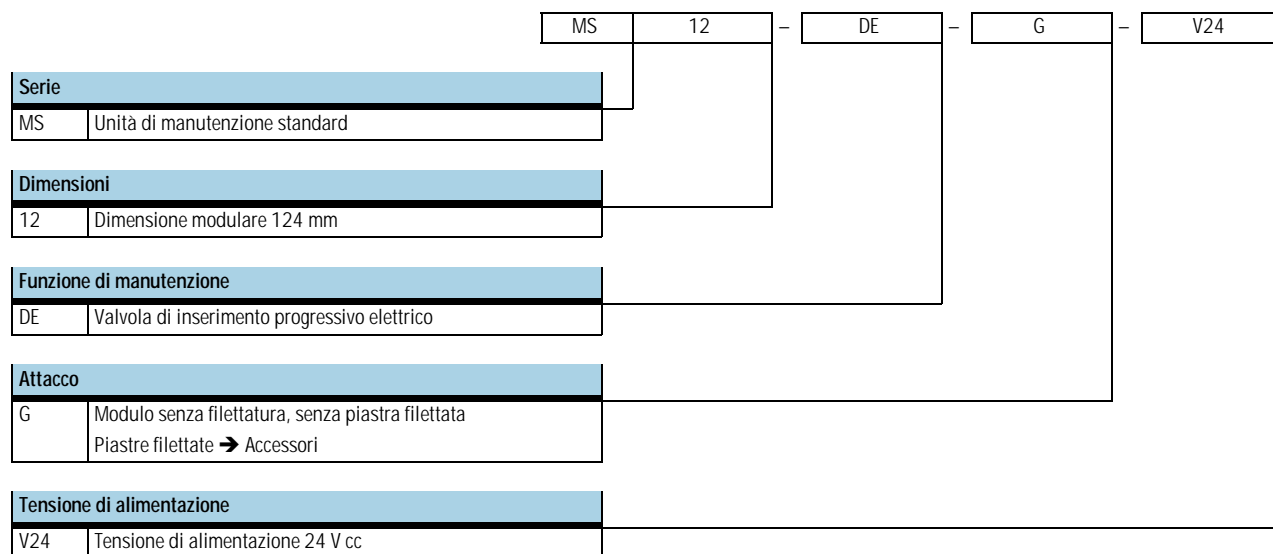 MS 12 – DE – G – V24
Serie
MS Unità di manutenzione standard
Dimensioni
12 Dimensione modulare 124 mm
Funzione di manutenzione
DE Valvola di inserimento progressivo elettrico
Attacco
G Modulo senza filettatura, senza piastra filettata
Piastre filettate ➔ Accessori
Tensione di alimentazione
V24 Tensione di alimentazione 24 V cc